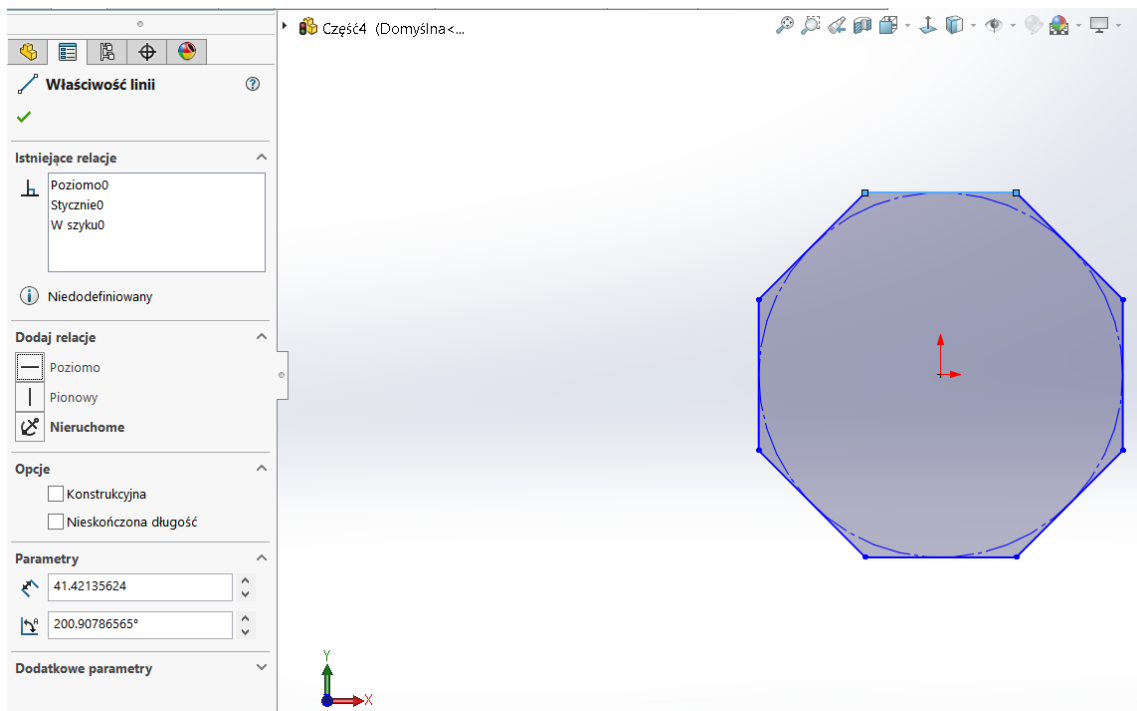 Część4 (Domyślna<...
Właściwość linii
Istniejące relacje
Poziomo0
Stycznie0
W szyku0
Niedodefiniowany
Dodaj relacje
Poziomo
Pionowy
Nieruchome
Opcje
Konstrukcyjna
Nieskończona długość
Parametry
41.42135624
200.90786565°
Dodatkowe parametry
Y
X